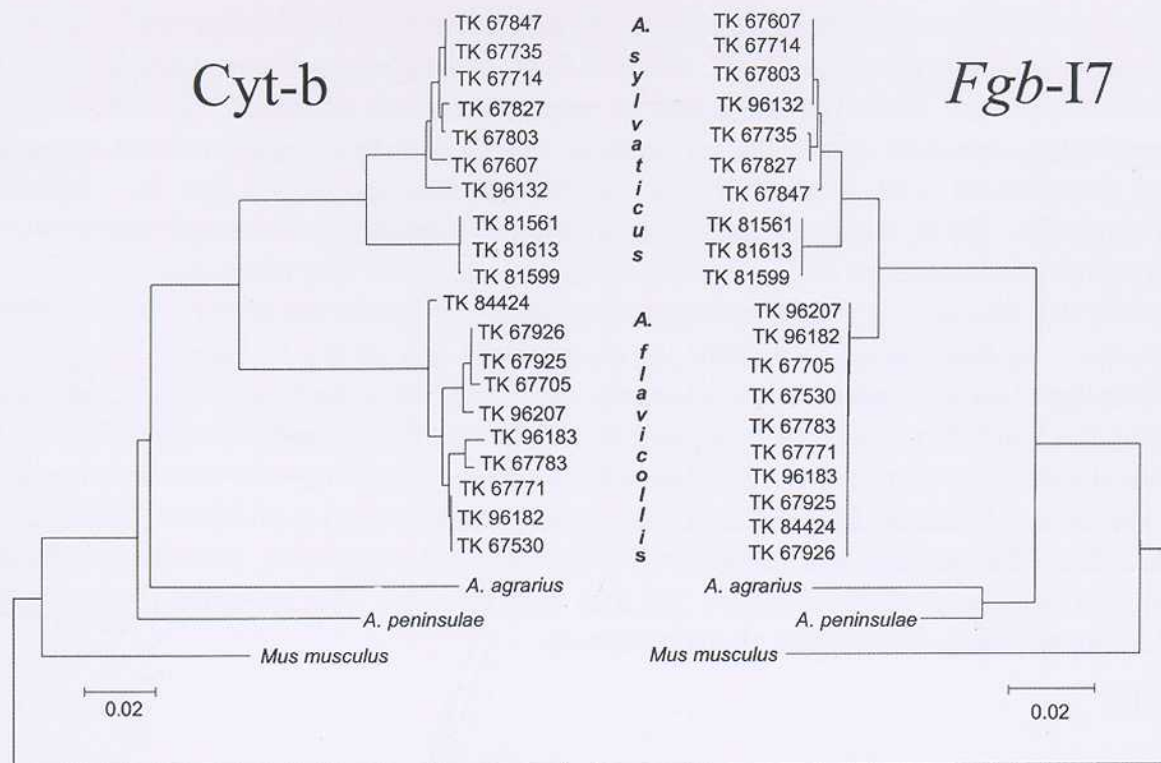 Cyt-b
TK 67847
TK 67735
TK 67714
TK 67827
TK 67803
TK 67607
TK 96132
TK 81561
TK 81613
TK 81599
TK 84424
TK 67926
TK 67925
TK 67705
TK 96207
TK 96183
TK 67783
TK 67771
TK 96182
TK 67530
A. agrarius
A. peninsulae
Mus musculus
0.02
A. sylvaticus
A. flavicollis
Fgb-I7
TK 67607
TK 67714
TK 67803
TK 96132
TK 67735
TK 67827
TK 67847
TK 81561
TK 81613
TK 81599
TK 96207
TK 96182
TK 67705
TK 67530
TK 67783
TK 67771
TK 96183
TK 67925
TK 84424
TK 67926
A. agrarius
A. peninsulae
Mus musculus
0.02